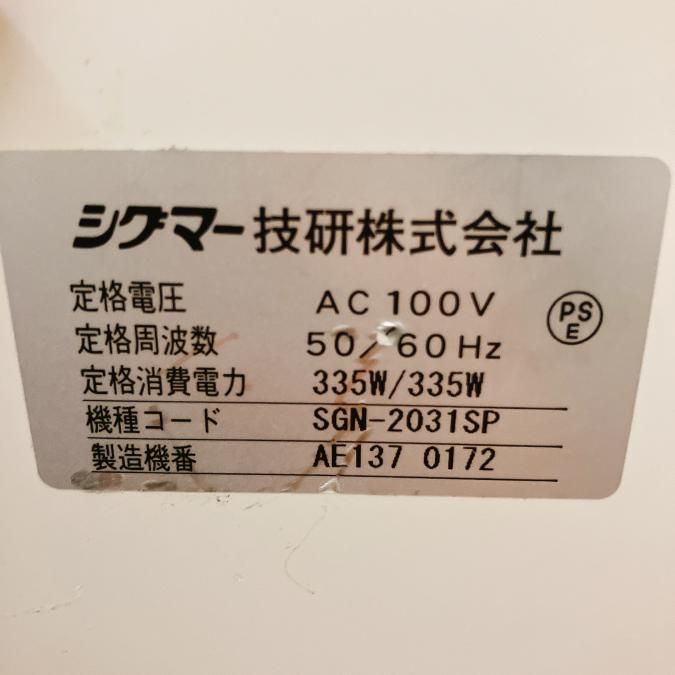 シグマー技研株式会社
定格電圧 AC 100V
定格周波数 50/60Hz
定格消費電力 335W/335W
機種コード SGN-2031SP
製造機番 AE137 0172
PS
E